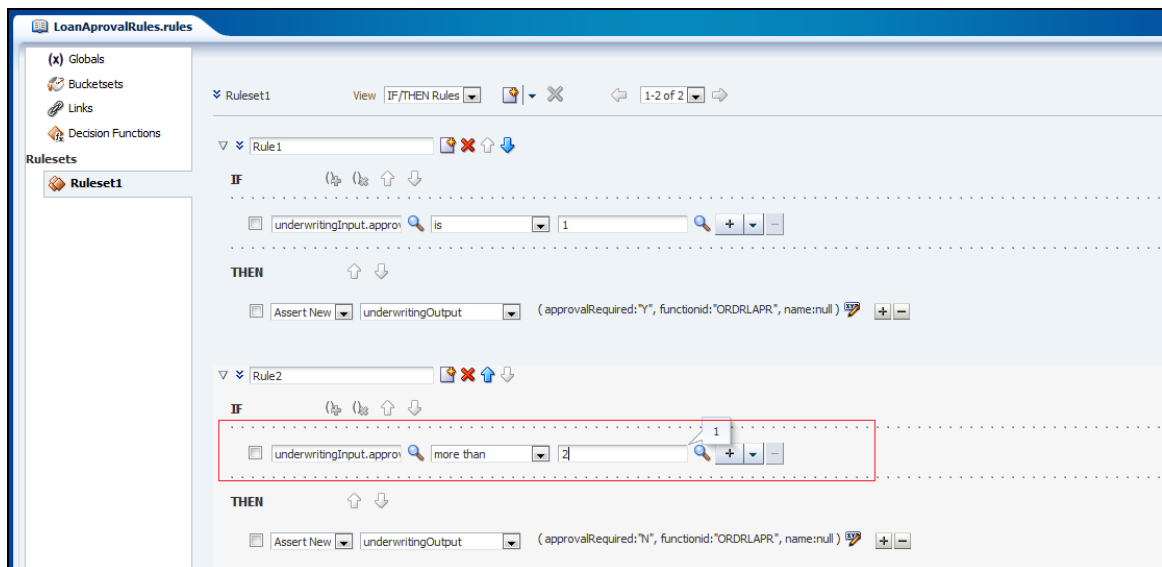 LoanAprovalRules.rules
(x) Globals
Bucketsets
Links
Decision Functions
Rulesets
Ruleset1
Ruleset1 View IF/THEN Rules 1-2 of 2
Rule1
IF
underwritingInput.approv is 1
THEN
Assert New underwritingOutput ( approvalRequired:"Y", functionid:"ORDRLAPR", name:null )
Rule2
IF
1
underwritingInput.approv more than 2
THEN
Assert New underwritingOutput ( approvalRequired:"N", functionid:"ORDRLAPR", name:null )